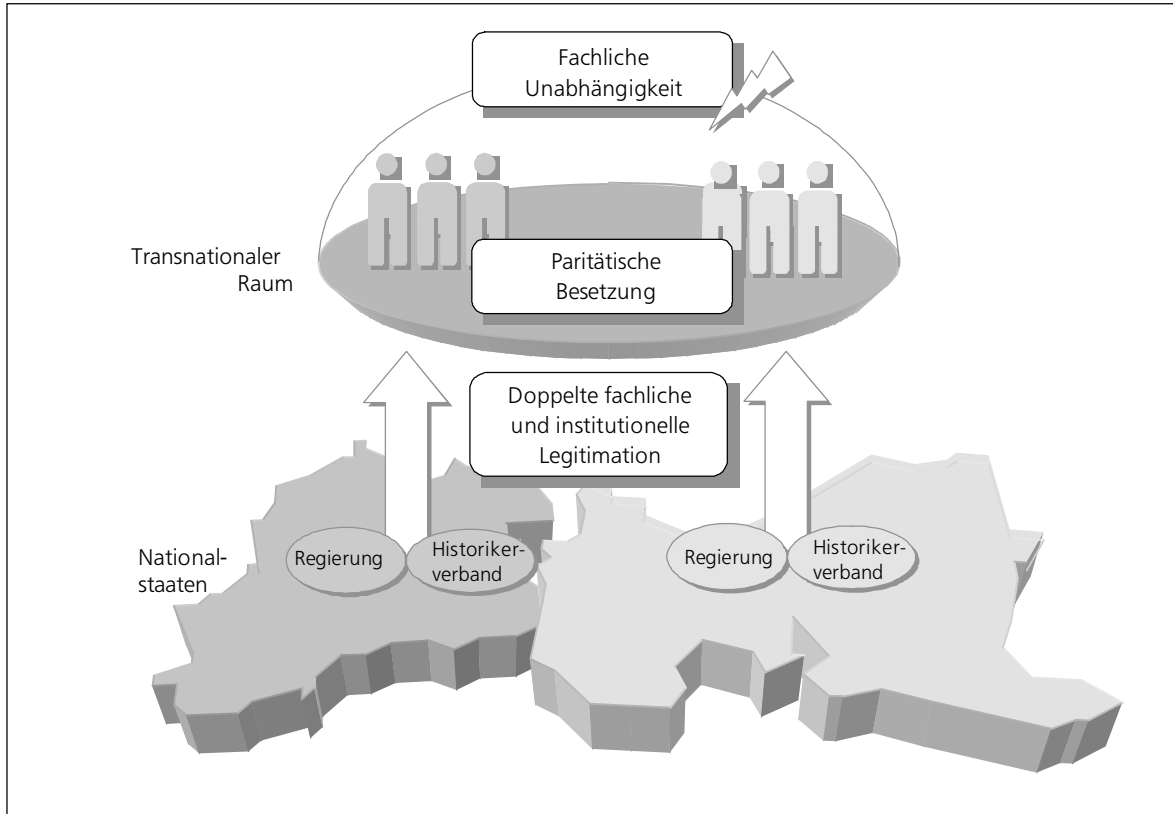 Fachliche
Unabhängigkeit
Transnationaler
Raum
Paritätische
Besetzung
Doppelte fachliche
und institutionelle
Legitimation
National-
staaten
Regierung
Historiker-
verband
Regierung
Historiker-
verband